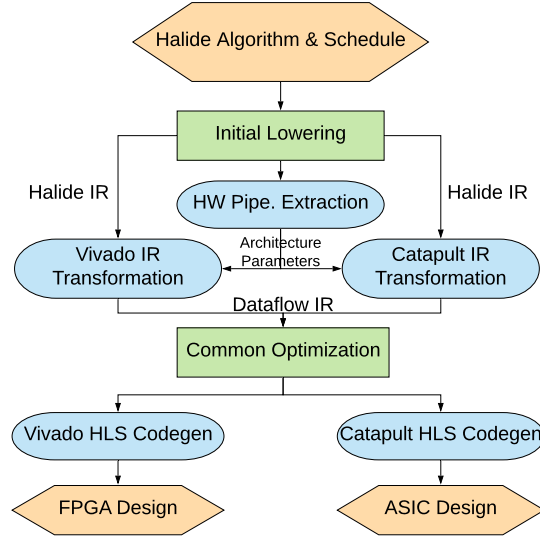 Halide Algorithm & Schedule
Initial Lowering
Halide IR
Halide IR
HW Pipe. Extraction
Architecture
Parameters
Vivado IR
Transformation
Catapult IR
Transformation
Dataflow IR
Common Optimization
Vivado HLS Codegen
Catapult HLS Codegen
FPGA Design
ASIC Design